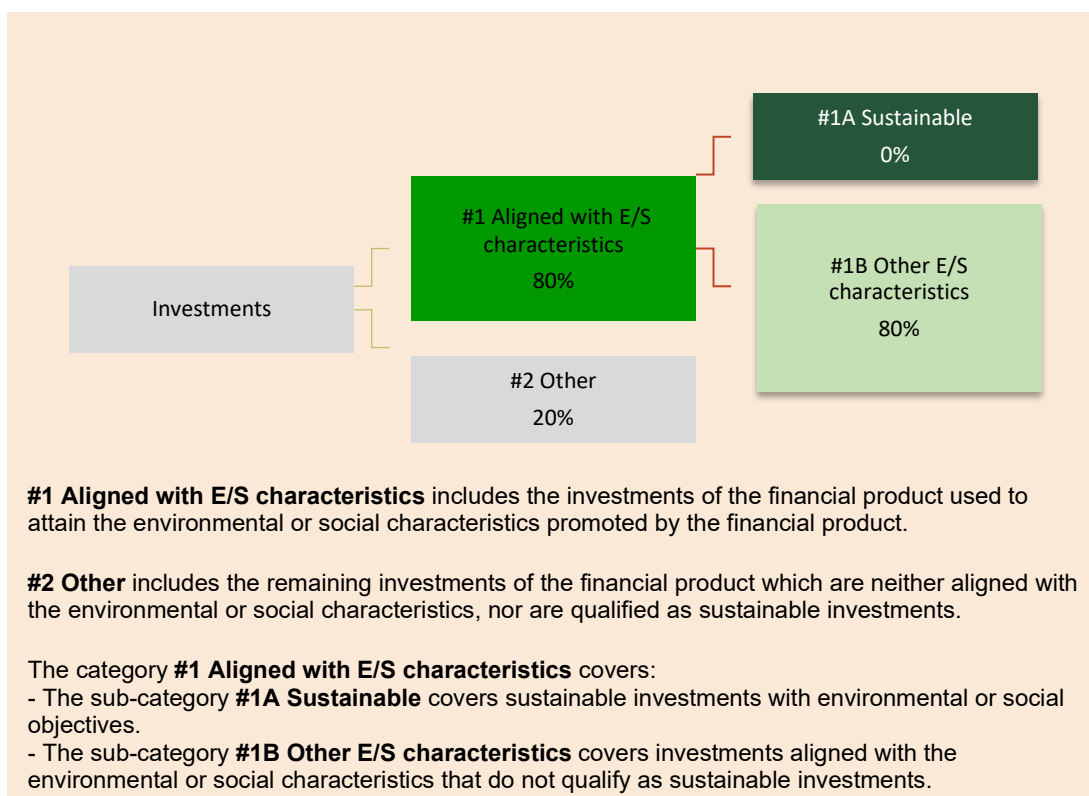 #1A Sustainable
0%
#1 Aligned with E/S
characteristics
80%
#1B Other E/S
characteristics
80%
Investments
#2 Other
20%
#1 Aligned with E/S characteristics includes the investments of the financial product used to
attain the environmental or social characteristics promoted by the financial product.
#2 Other includes the remaining investments of the financial product which are neither aligned with
the environmental or social characteristics, nor are qualified as sustainable investments.
The category #1 Aligned with E/S characteristics covers:
- The sub-category #1A Sustainable covers sustainable investments with environmental or social
objectives.
- The sub-category #1B Other E/S characteristics covers investments aligned with the
environmental or social characteristics that do not qualify as sustainable investments.